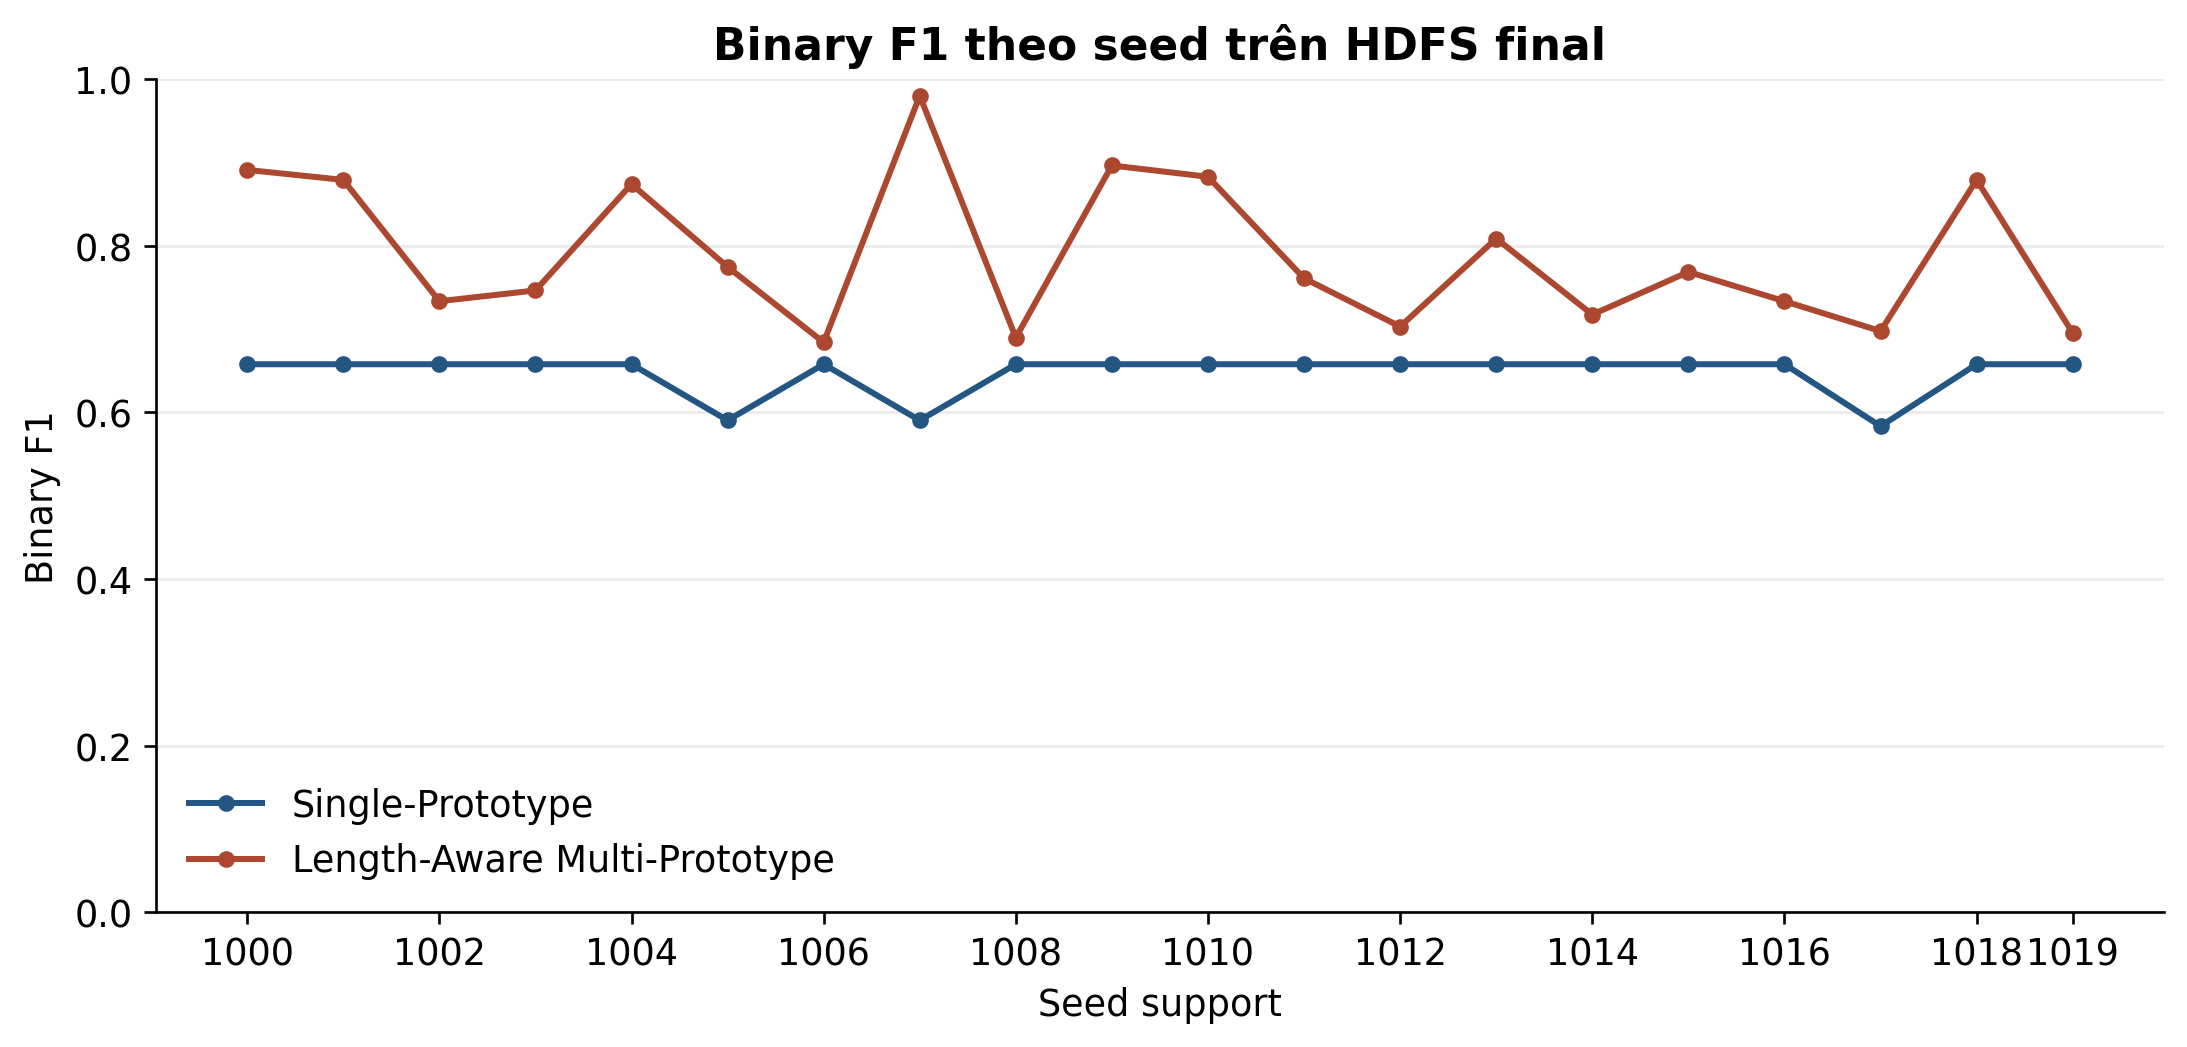 Binary F1 theo seed trên HDFS final
1.0
0.8
0.6
0.4
0.2
0.0
Binary F1
Single-Prototype
Length-Aware Multi-Prototype
1000 1002 1004 1006 1008 1010 1012 1014 1016 1018 1019
Seed support